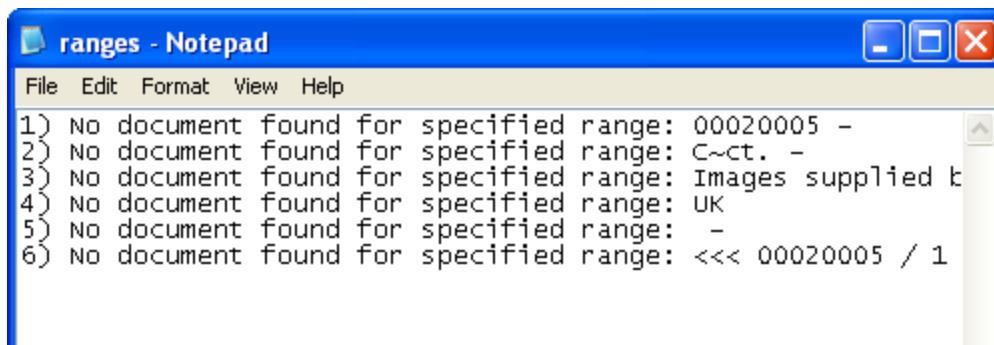 ranges - Notepad
File Edit Format View Help
1) No document found for specified range: 00020005 -
2) No document found for specified range: C~ct. -
3) No document found for specified range: Images supplied
4) No document found for specified range: UK
5) No document found for specified range: -
6) No document found for specified range: <<< 00020005 / 1